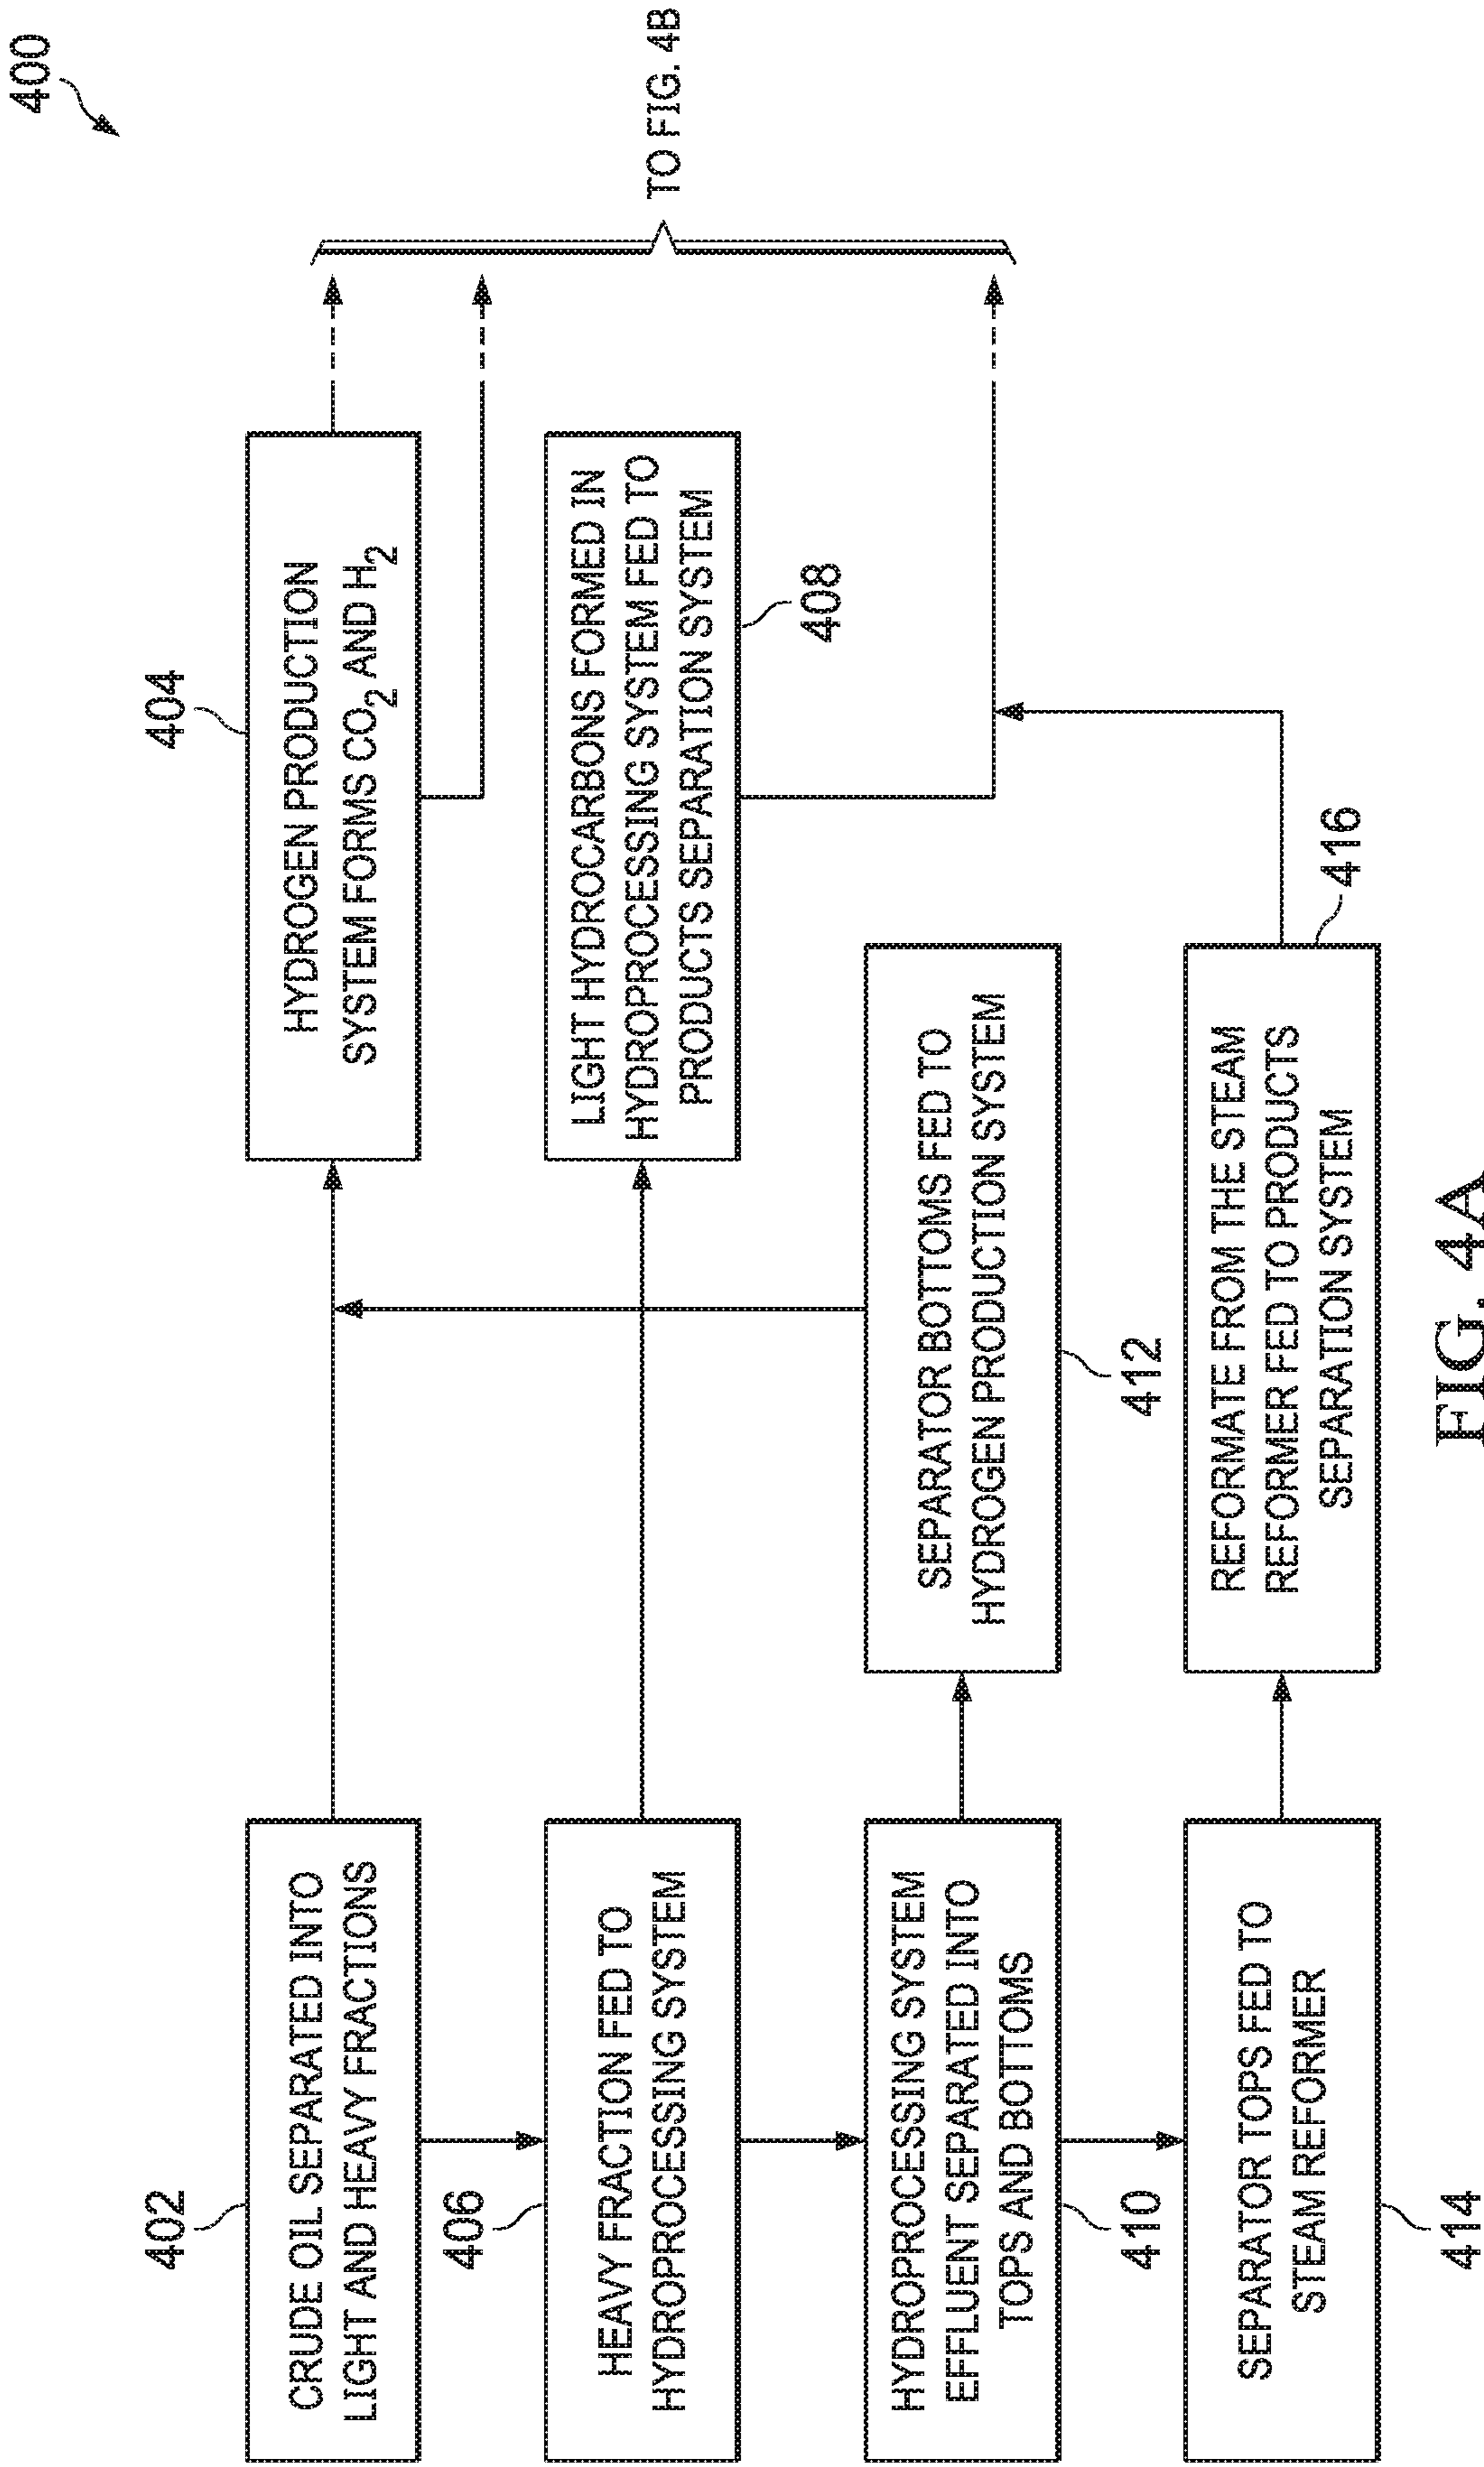 400
402
CRUDE OIL SEPARATED INTO
LIGHT AND HEAVY FRACTIONS
404
HYDROGEN PRODUCTION
SYSTEM FORMS CO2 AND H2
406
HEAVY FRACTION FED TO
HYDROPROCESSING SYSTEM
LIGHT HYDROCARBONS FORMED IN
HYDROPROCESSING SYSTEM FED TO
PRODUCTS SEPARATION SYSTEM
408
TO FIG. 4B
HYDROPROCESSING SYSTEM
EFFLUENT SEPARATED INTO
TOPS AND BOTTOMS
410
SEPARATOR BOTTOMS FED TO
HYDROGEN PRODUCTION SYSTEM
412
SEPARATOR TOPS FED TO
STEAM REFORMER
414
REFORMATE FROM THE STEAM
REFORMER FED TO PRODUCTS
SEPARATION SYSTEM
416
FIG. 4A